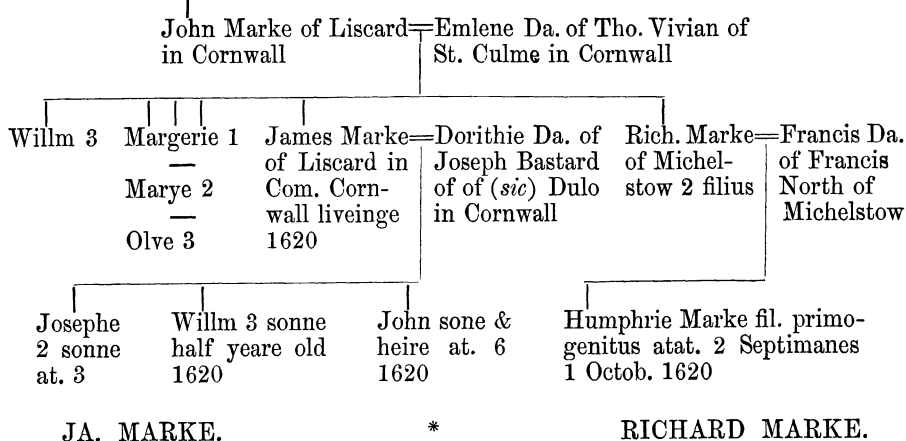 John Marke of Liscard=Emlene Da. of Tho. Vivian of
in Cornwall
St. Culme in Cornwall
Willm 3
Margerie 1
—
Marye 2
—
Olve 3
James Marke=Dorithie Da. of
of Liscard in
Com. Corn-
wall liveinge
1620
Joseph Bastard
of of (sic) Dulo
in Cornwall
Rich. Marke=Francis Da.
of Michel-
stow 2 filius
of Francis
North of
Michelstow
Josephe
2 sonne
at. 3
Willm 3 sonne
half yeare old
1620
John sone &
heire at. 6
1620
Humphrie Marke fil. primo-
genitus atat. 2 Septimanes
1 Octob. 1620
JA. MARKE. * RICHARD MARKE.